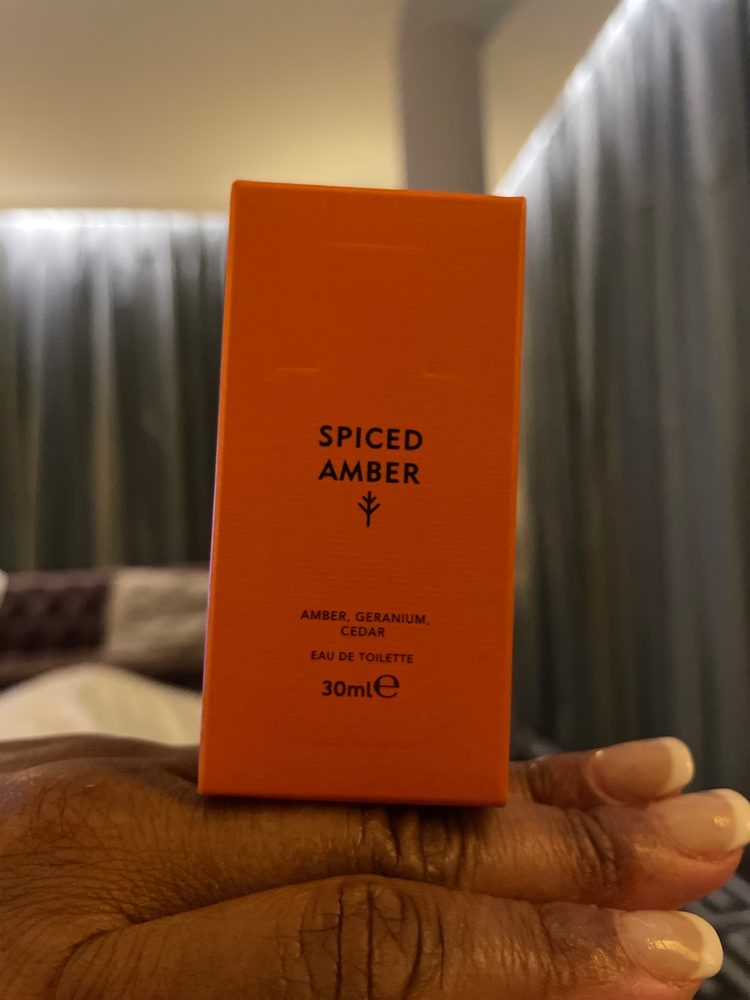 SPICED
AMBER
AMBER, GERANIUM,
CEDAR
EAU DE TOILETTE
30ml℮